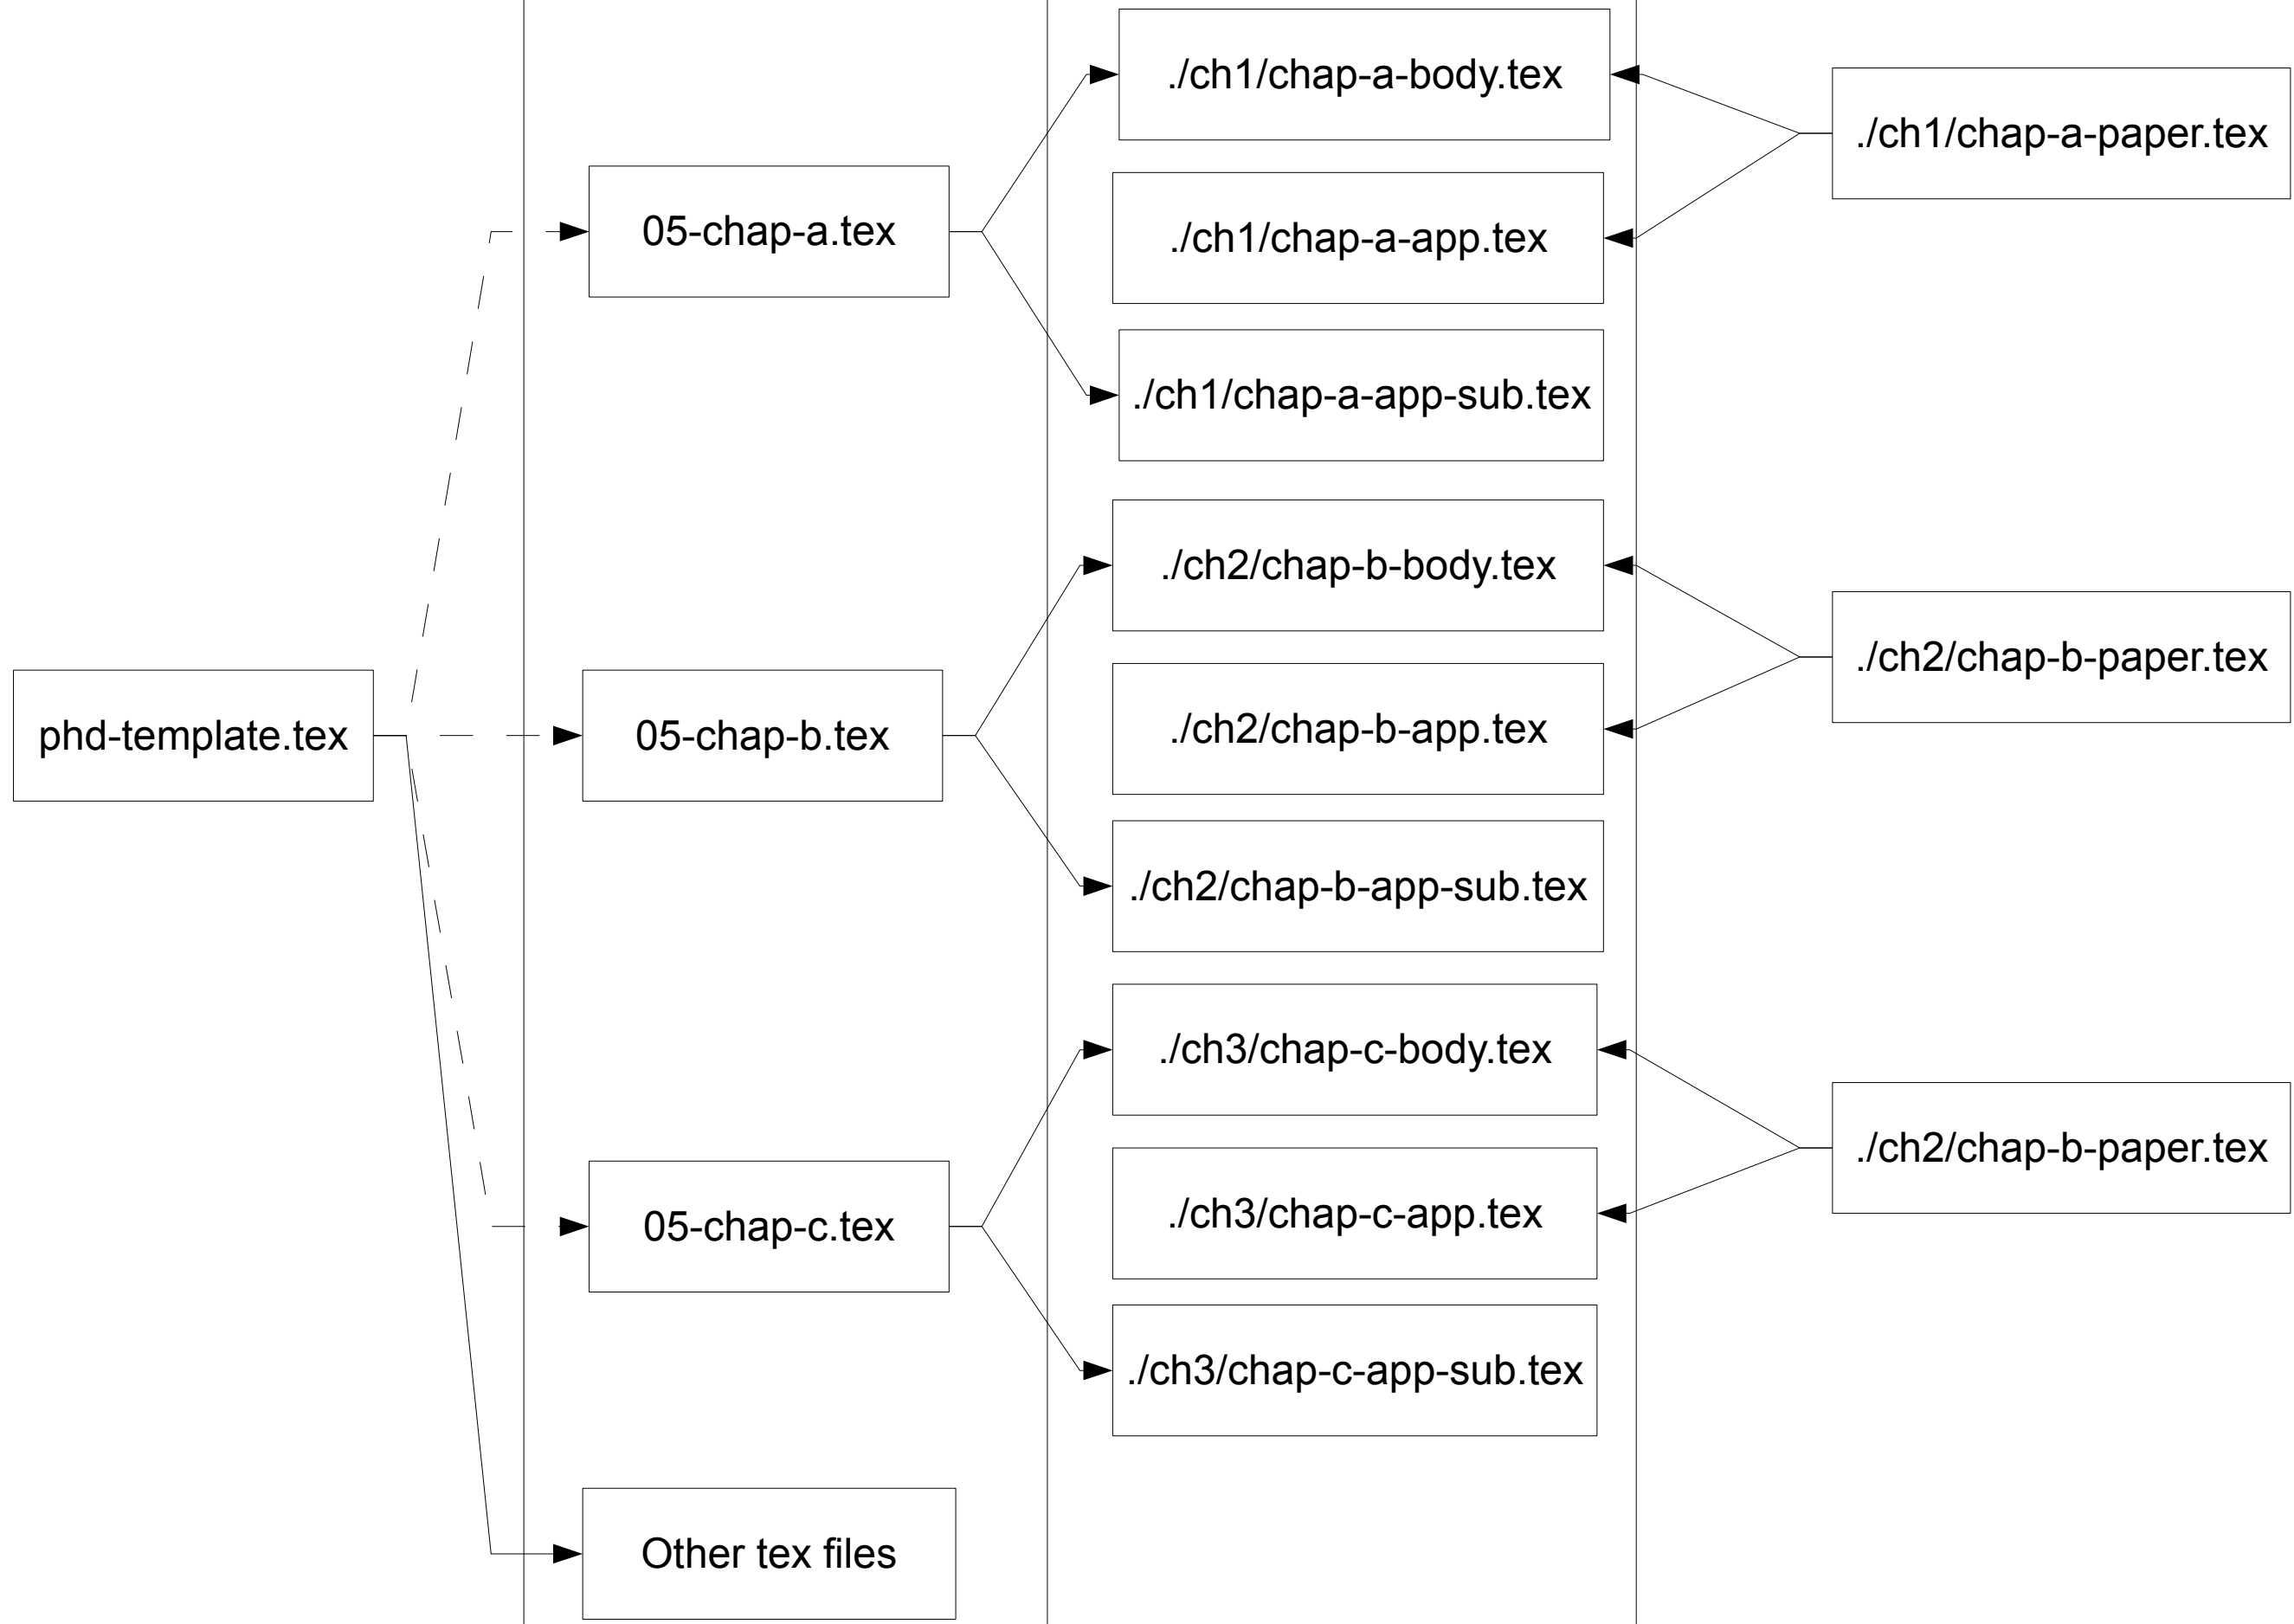 ./ch1/chap-a-body.tex
./ch1/chap-a-paper.tex
05-chap-a.tex
./ch1/chap-a-app.tex
./ch1/chap-a-app-sub.tex
./ch2/chap-b-body.tex
./ch2/chap-b-paper.tex
phd-template.tex
05-chap-b.tex
./ch2/chap-b-app.tex
./ch2/chap-b-app-sub.tex
./ch3/chap-c-body.tex
./ch2/chap-b-paper.tex
05-chap-c.tex
./ch3/chap-c-app.tex
./ch3/chap-c-app-sub.tex
Other tex files